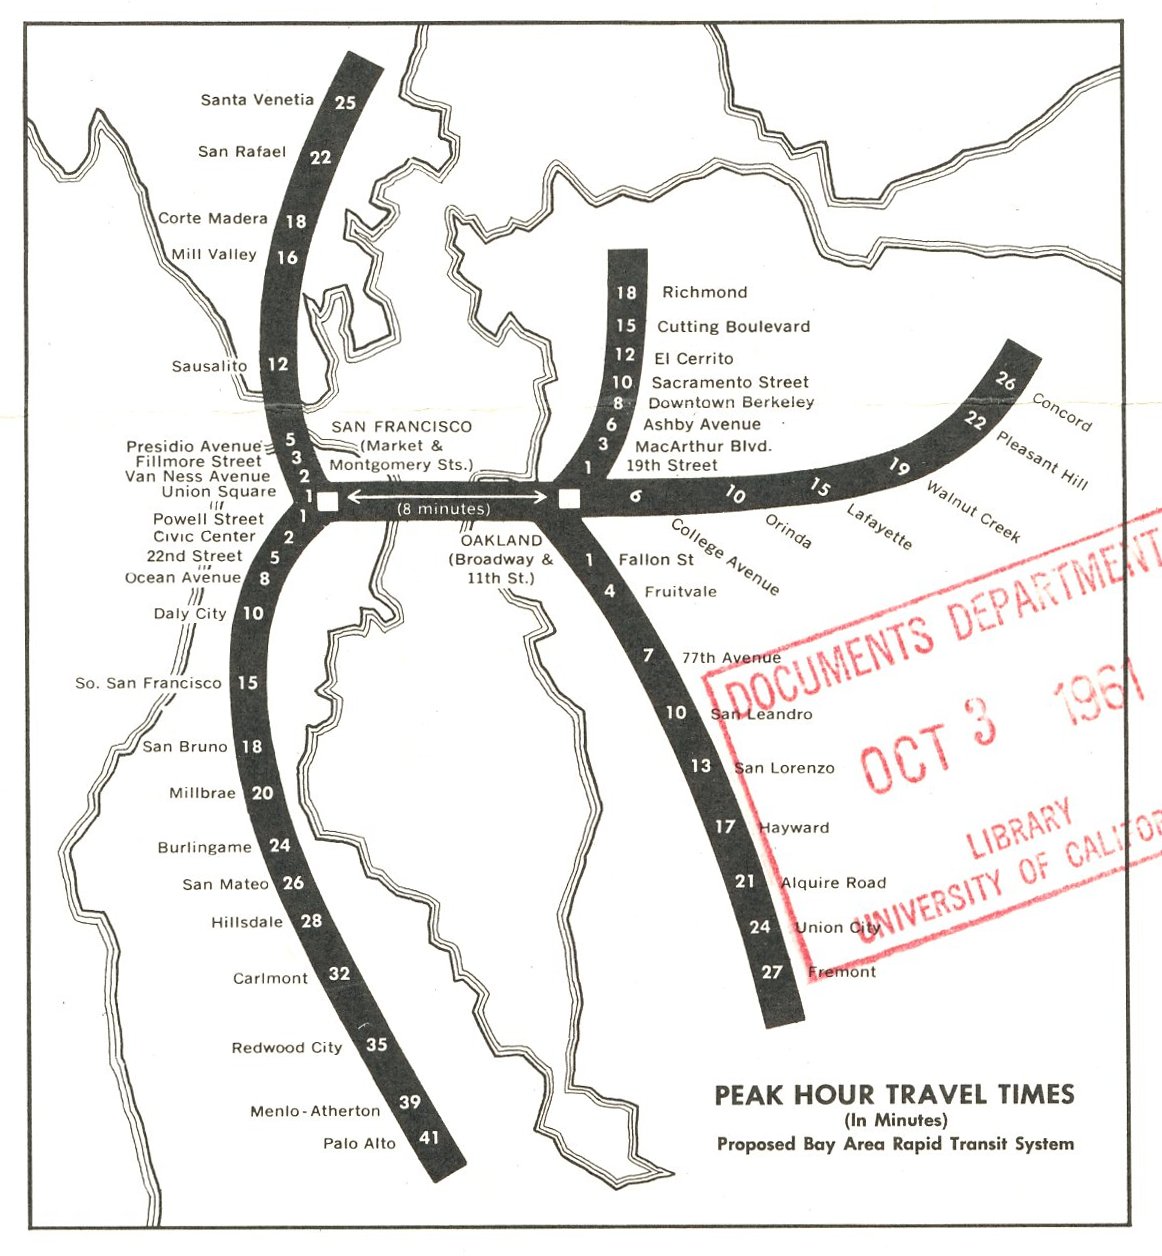 Santa Venetia 25
San Rafael 22
Corte Madera 18
Mill Valley 16
Sausalito 12
Presidio Avenue 5
Fillmore Street 3
Van Ness Avenue 2
Union Square 1
Powell Street 1
Civic Center 2
22nd Street 5
Ocean Avenue 8
Daly City 10
So. San Francisco 15
San Bruno 18
Millbrae 20
Burlingame 24
San Mateo 26
Hillsdale 28
Carlmont 32
Redwood City 35
Menlo-Atherton 39
Palo Alto 41
SAN FRANCISCO
(Market &
Montgomery Sts.)
(8 minutes)
OAKLAND
(Broadway &
11th St.)
18 Richmond
15 Cutting Boulevard
12 El Cerrito
10 Sacramento Street
8 Downtown Berkeley
6 Ashby Avenue
3 MacArthur Blvd.
1 19th Street
6 College Avenue
10 Orinda
15 Lafayette
19 Walnut Creek
22 Pleasant Hill
26 Concord
1 Fallon St
4 Fruitvale
7 77th Avenue
10 San Leandro
13 San Lorenzo
17 Hayward
21 Alquire Road
24 Union City
27 Fremont
DOCUMENTS DEPARTMENT
OCT 3 1961
LIBRARY
UNIVERSITY OF
PEAK HOUR TRAVEL TIMES
(In Minutes)
Proposed Bay Area Rapid Transit System